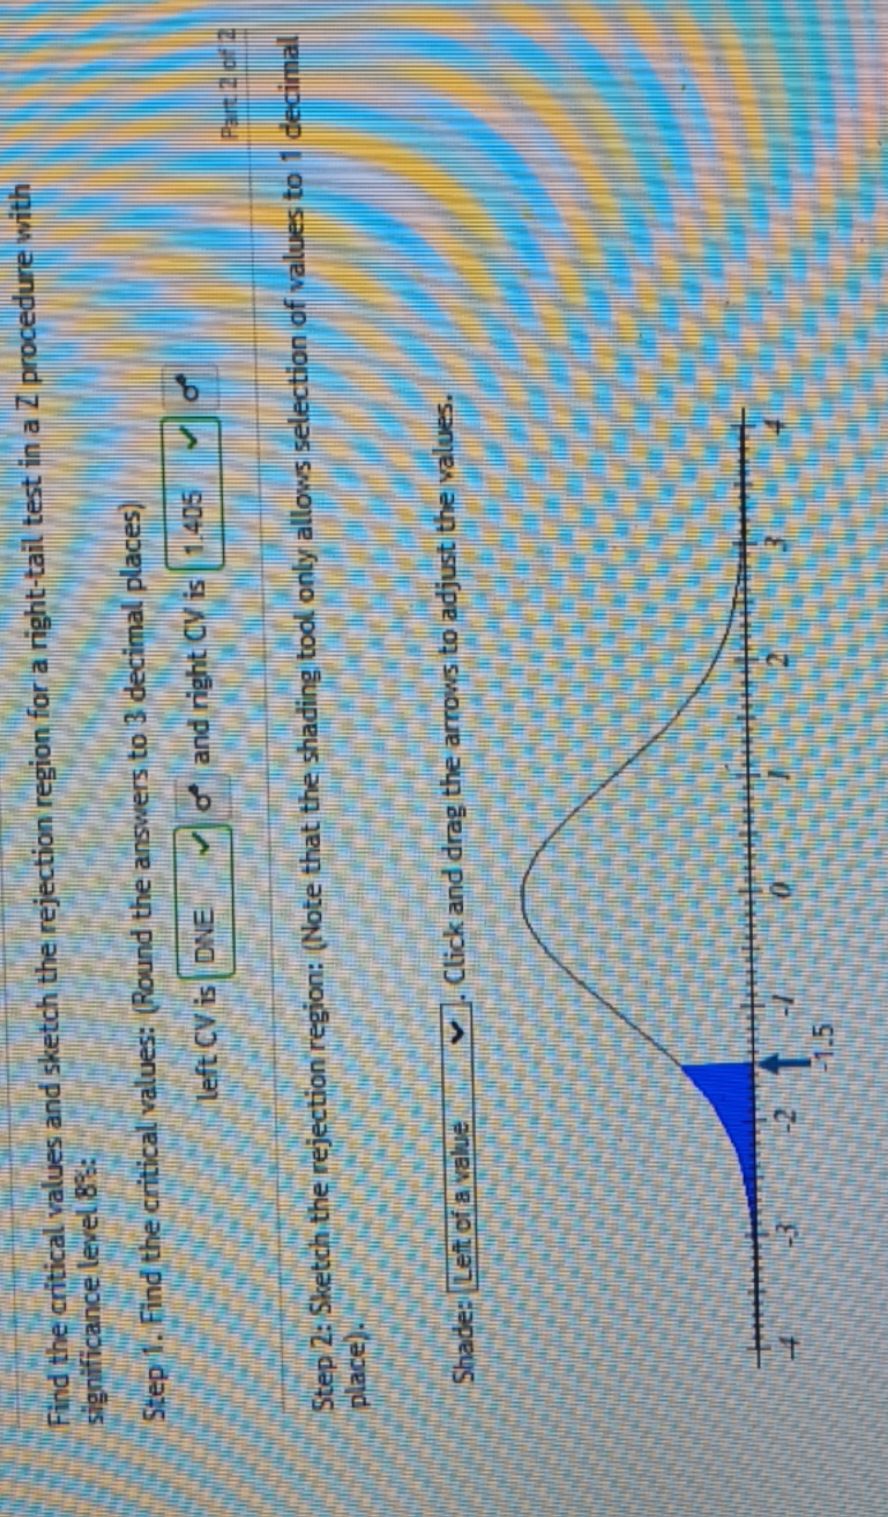 Find the critical values and sketch the rejection region for a right-tail test in a Z procedure with
significance level 8%:
Step 1. Find the critical values: (Round the answers to 3 decimal places)
left CV is DNE ✓ and right CV is 1.405 ✓
Part 2 of 2
Step 2: Sketch the rejection region: (Note that the shading tool only allows selection of values to 1 decimal
place).
Shade: Left of a value . Click and drag the arrows to adjust the values.
-4 -3 -2 -1 0 1 2 3 4
-1.5